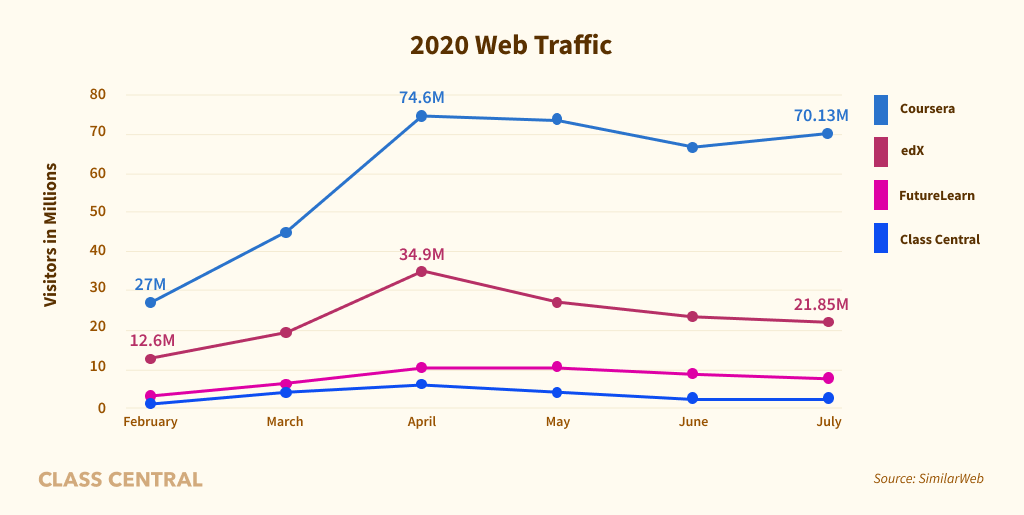 2020 Web Traffic
Visitors in Millions
80
70
60
50
40
30
20
10
0
74.6M
70.13M
27M
34.9M
21.85M
12.6M
February March April May June July
Coursera
edX
FutureLearn
Class Central
CLASS CENTRAL
Source: SimilarWeb